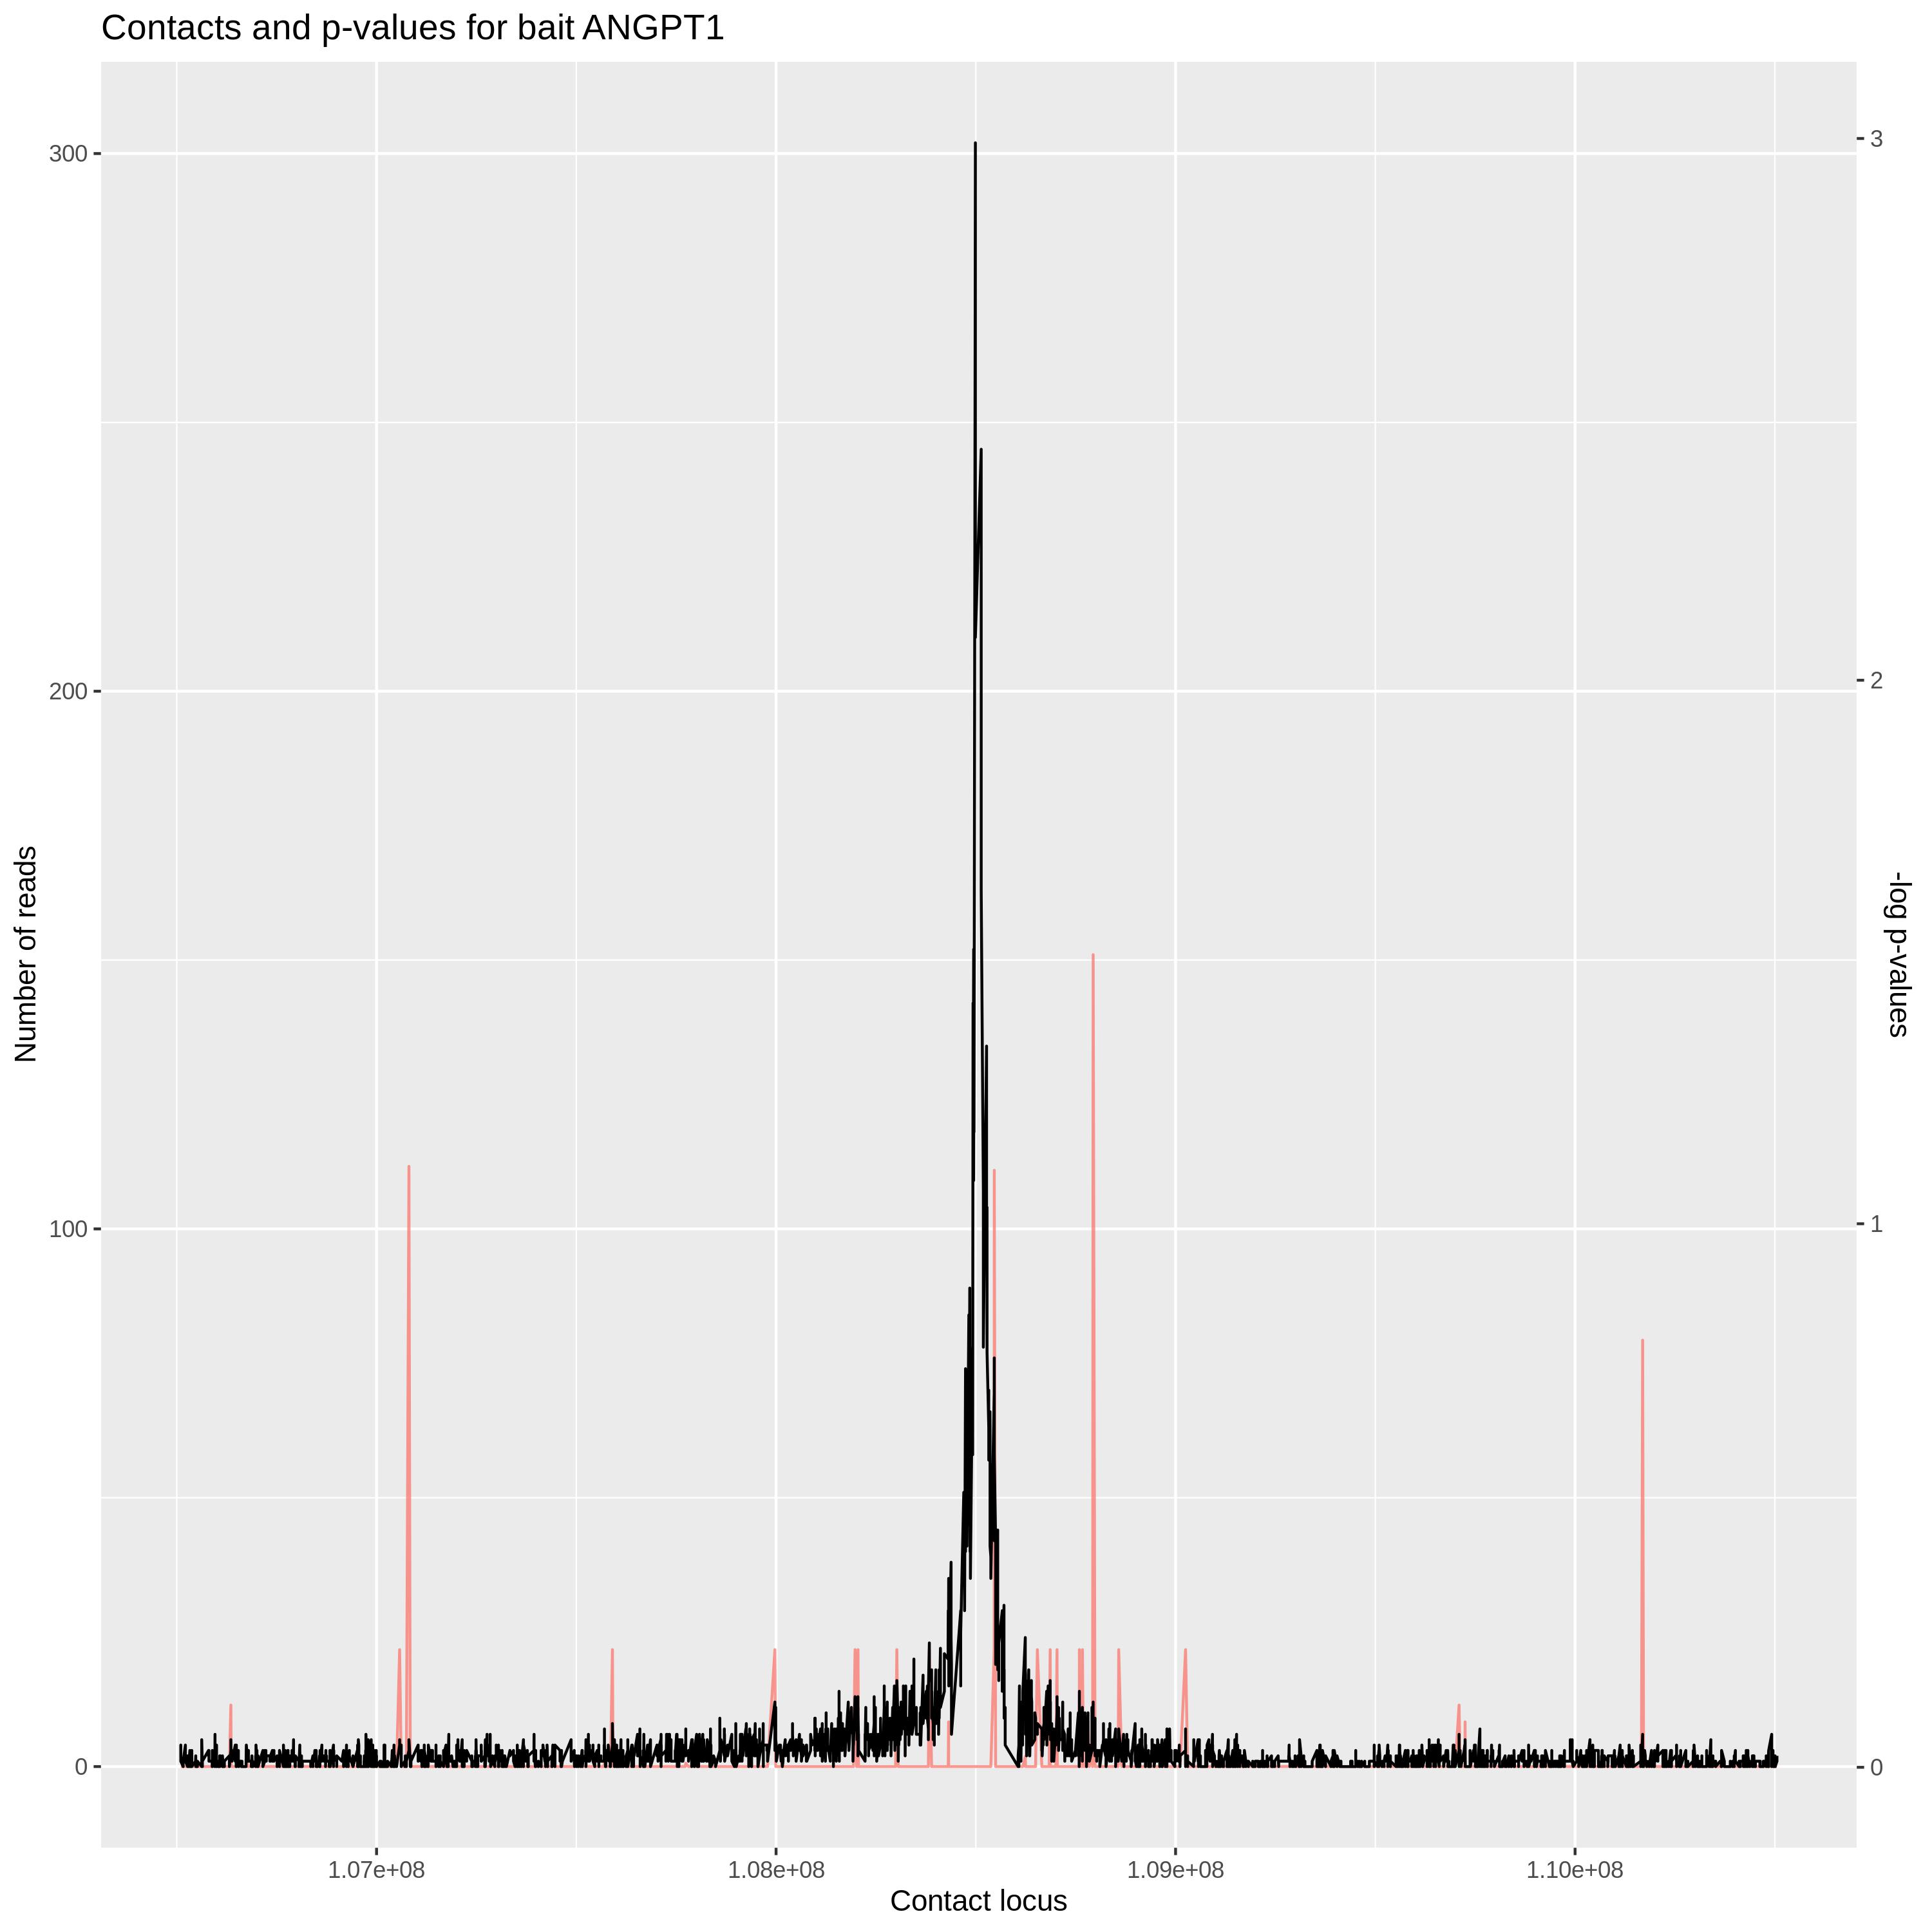 Contacts and p-values for bait ANGPT1
Number of reads
300
200
100
0
3
2
1
0
-log p-values
1.07e+08 1.08e+08 1.09e+08 1.10e+08
Contact locus